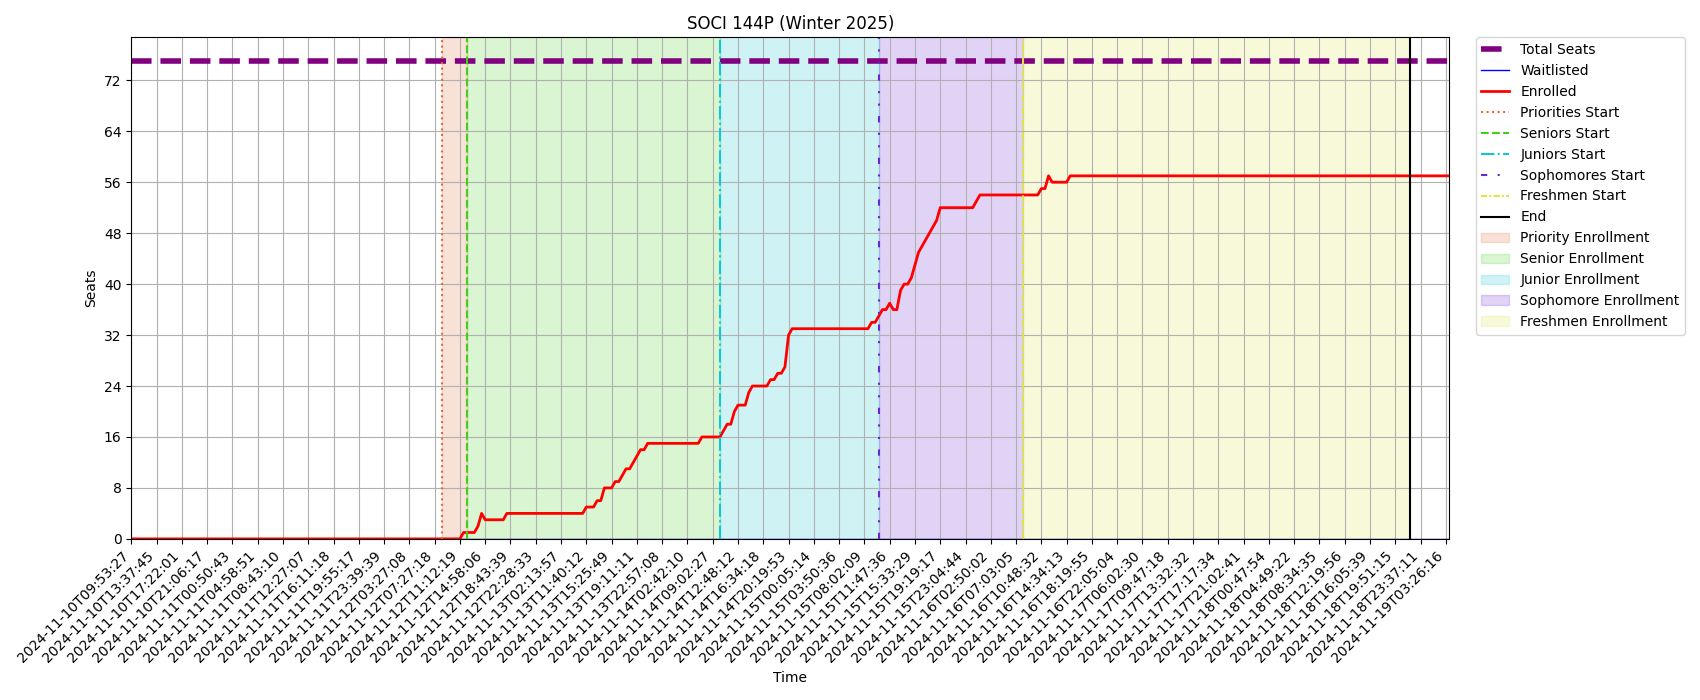 SOCI 144P (Winter 2025)
Total Seats
Waitlisted
Enrolled
Priorities Start
Seniors Start
Juniors Start
Sophomores Start
Freshmen Start
End
Priority Enrollment
Senior Enrollment
Junior Enrollment
Sophomore Enrollment
Freshmen Enrollment
Seats
72
64
56
48
40
32
24
16
8
0
2024-11-10T09:53:27
2024-11-10T13:37:45
2024-11-10T17:22:01
2024-11-10T21:06:17
2024-11-11T00:50:43
2024-11-11T04:58:51
2024-11-11T08:43:10
2024-11-11T12:27:07
2024-11-11T16:11:18
2024-11-11T19:55:17
2024-11-11T23:39:39
2024-11-12T03:27:08
2024-11-12T07:27:18
2024-11-12T11:12:19
2024-11-12T14:58:06
2024-11-12T18:43:39
2024-11-12T22:28:33
2024-11-13T02:13:57
2024-11-13T11:40:12
2024-11-13T15:25:49
2024-11-13T19:11:11
2024-11-13T22:57:08
2024-11-14T02:42:10
2024-11-14T09:02:27
2024-11-14T12:48:12
2024-11-14T16:34:18
2024-11-14T20:19:53
2024-11-15T00:05:14
2024-11-15T03:50:36
2024-11-15T08:02:09
2024-11-15T11:47:36
2024-11-15T15:33:29
2024-11-15T19:19:17
2024-11-15T23:04:44
2024-11-16T02:50:02
2024-11-16T07:03:05
2024-11-16T10:48:32
2024-11-16T14:34:13
2024-11-16T18:19:55
2024-11-16T22:05:04
2024-11-17T06:02:30
2024-11-17T09:47:18
2024-11-17T13:32:32
2024-11-17T17:17:34
2024-11-17T21:02:41
2024-11-18T00:47:54
2024-11-18T04:49:22
2024-11-18T08:34:35
2024-11-18T12:19:56
2024-11-18T16:05:39
2024-11-18T19:51:15
2024-11-18T23:37:11
2024-11-19T03:26:16
Time